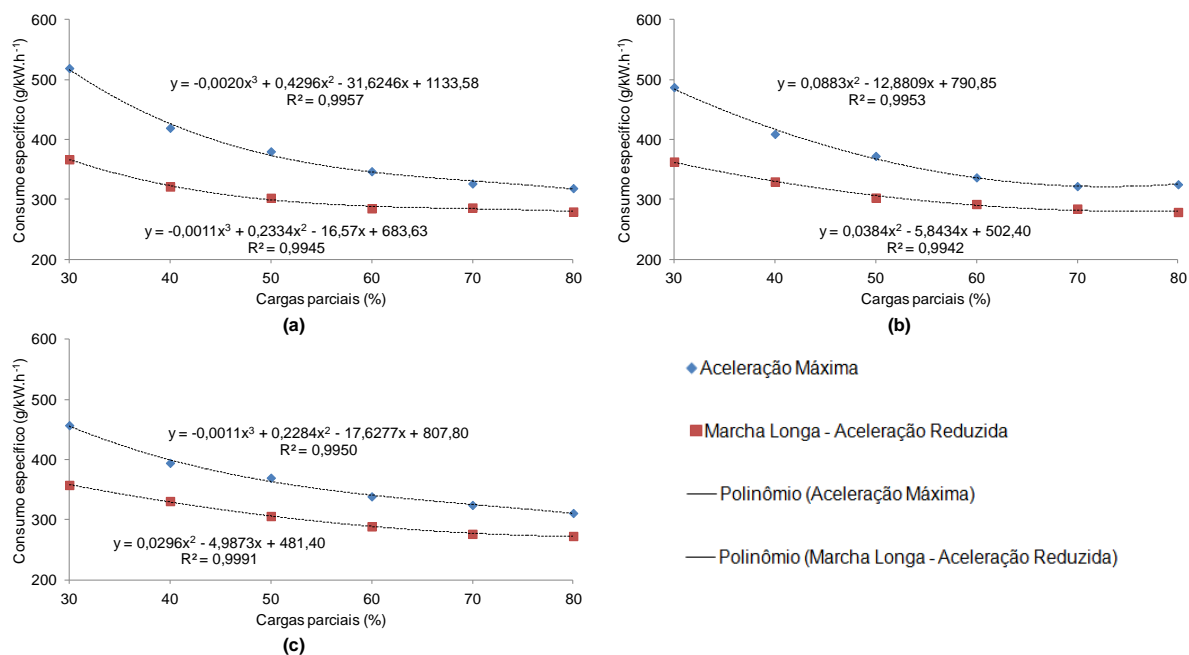 600
500
400
300
200
Consumo específico (g/kW.h⁻¹)
y = -0,0020x³ + 0,4296x² - 31,6246x + 1133,58
R² = 0,9957
y = -0,0011x³ + 0,2334x² - 16,57x + 683,63
R² = 0,9945
30 40 50 60 70 80
Cargas parciais (%)
(a)
600
500
400
300
200
Consumo específico (g/kW.h⁻¹)
y = 0,0883x² - 12,8809x + 790,85
R² = 0,9953
y = 0,0384x² - 5,8434x + 502,40
R² = 0,9942
30 40 50 60 70 80
Cargas parciais (%)
(b)
600
500
400
300
200
Consumo específico (g/kW.h⁻¹)
y = -0,0011x³ + 0,2284x² - 17,6277x + 807,80
R² = 0,9950
y = 0,0296x² - 4,9873x + 481,40
R² = 0,9991
30 40 50 60 70 80
Cargas parciais (%)
(c)
Aceleração Máxima
Marcha Longa - Aceleração Reduzida
Polinômio (Aceleração Máxima)
Polinômio (Marcha Longa - Aceleração Reduzida)